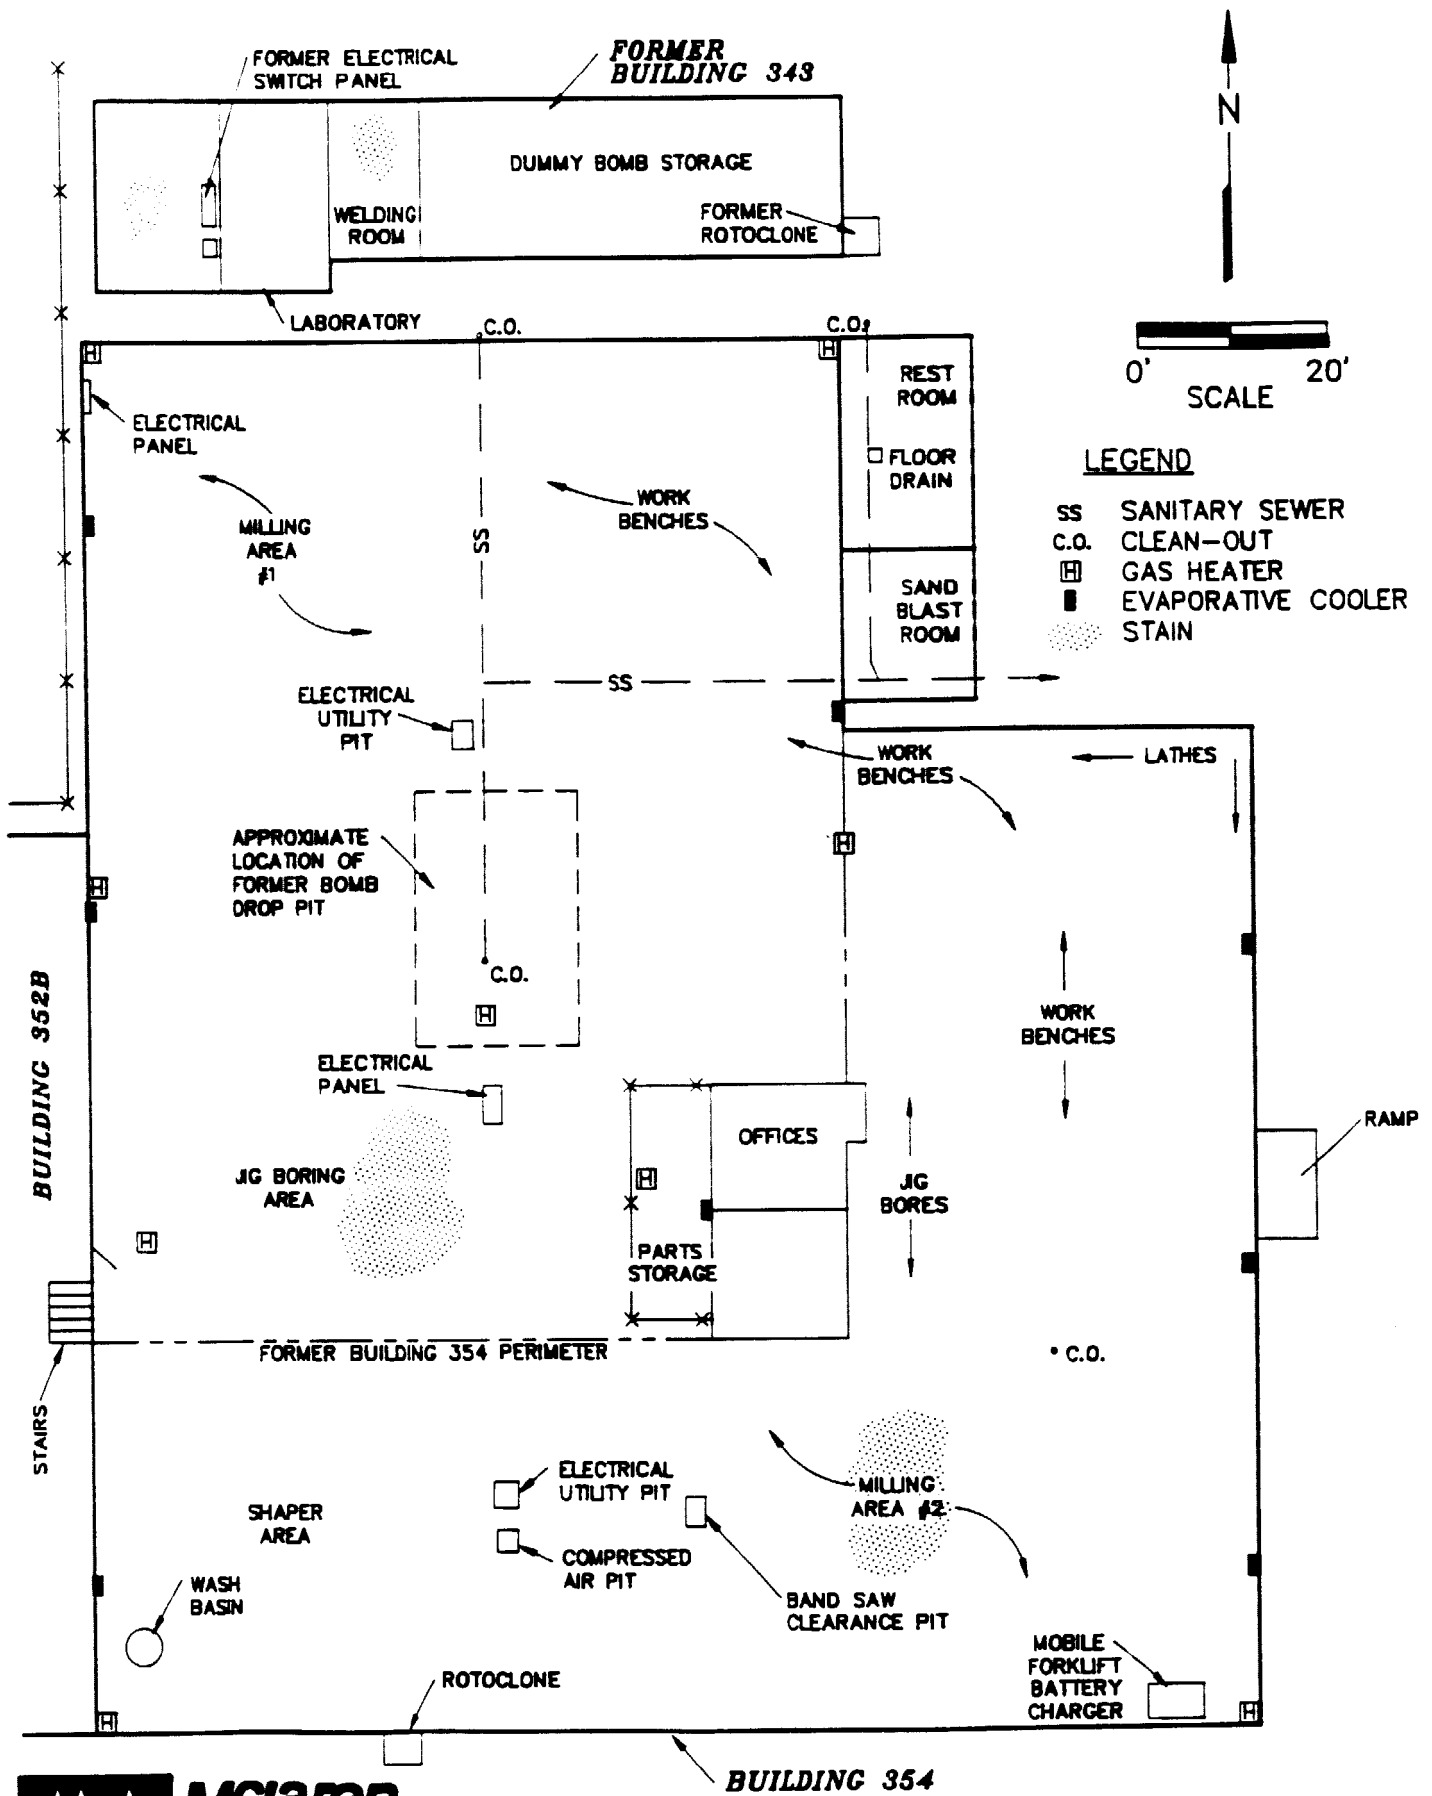 FORMER ELECTRICAL
SWITCH PANEL
FORMER
BUILDING 343
N
DUMMY BOMB STORAGE
WELDING
ROOM
FORMER
ROTOCLONE
LABORATORY
C.O.
C.O.
0' 20'
SCALE
H
H
REST
ROOM
ELECTRICAL
PANEL
FLOOR
DRAIN
LEGEND
SS SANITARY SEWER
C.O. CLEAN-OUT
H GAS HEATER
EVAPORATIVE COOLER
STAIN
MILLING
AREA
#1
SS
WORK
BENCHES
SAND
BLAST
ROOM
SS
ELECTRICAL
UTILITY
PIT
WORK
BENCHES
LATHES
H
APPROXIMATE
LOCATION OF
FORMER BOMB
DROP PIT
H
C.O.
H
BUILDING 352B
WORK
BENCHES
ELECTRICAL
PANEL
OFFICES
RAMP
JIG BORING
AREA
H
JIG
BORES
H
PARTS
STORAGE
FORMER BUILDING 354 PERIMETER
C.O.
STAIRS
ELECTRICAL
UTILITY PIT
MILLING
AREA #2
SHAPER
AREA
COMPRESSED
AIR PIT
WASH
BASIN
BAND SAW
CLEARANCE PIT
MOBILE
FORKLIFT
BATTERY
CHARGER
ROTOCLONE
H
H
BUILDING 354